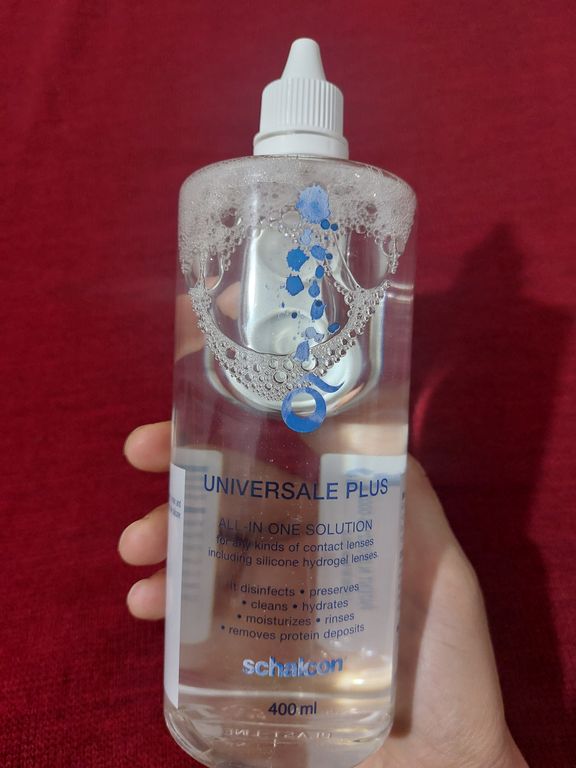 UNIVERSALE PLUS
ALL-IN ONE SOLUTION
for any kinds of contact lenses
including silicone hydrogel lenses
it disinfects • preserves
• cleans • hydrates
• moisturizes • rinses
• removes protein deposits
schalcon
400 ml